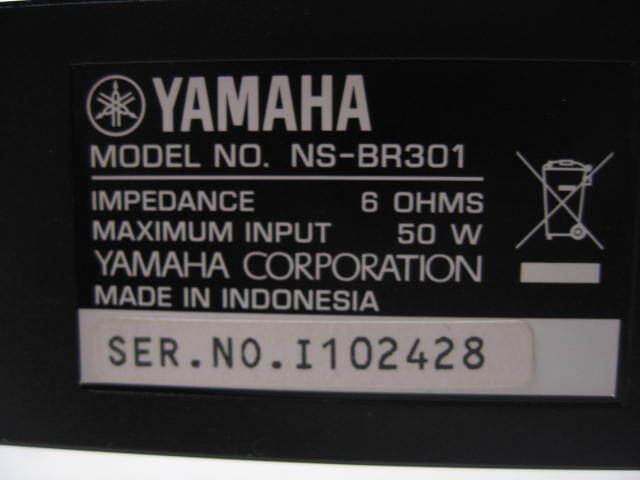 YAMAHA
MODEL NO. NS-BR301
IMPEDANCE 6 OHMS
MAXIMUM INPUT 50 W
YAMAHA CORPORATION
MADE IN INDONESIA
SER.NO.I102428